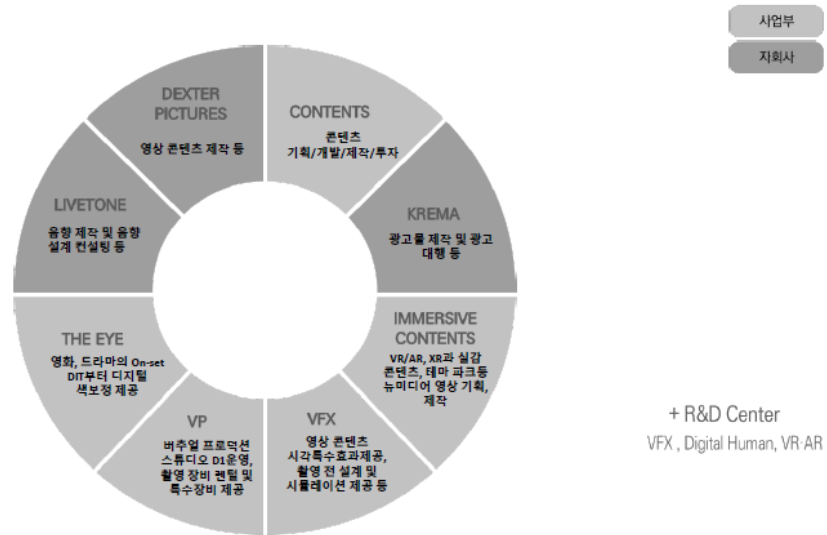 사업부
자회사
DEXTER
PICTURES
영상 콘텐츠 제작 등
CONTENTS
콘텐츠
기획/개발/제작/투자
LIVETONE
음향 제작 및 음향
설계 컨설팅 등
KREMA
광고물 제작 및 광고
대행 등
THE EYE
영화, 드라마의 On-set
DIT부터 디지털
색보정 제공
IMMERSIVE
CONTENTS
VR/AR, XR과 실감
콘텐츠, 테마 파크등
뉴미디어 영상 기획,
제작
VP
버추얼 프로덕션
스튜디오 D1운영,
촬영 장비 렌털 및
특수장비 제공
VFX
영상 콘텐츠
시각특수효과제공,
촬영 전 설계 및
시뮬레이션 제공 등
+ R&D Center
VFX , Digital Human, VR·AR